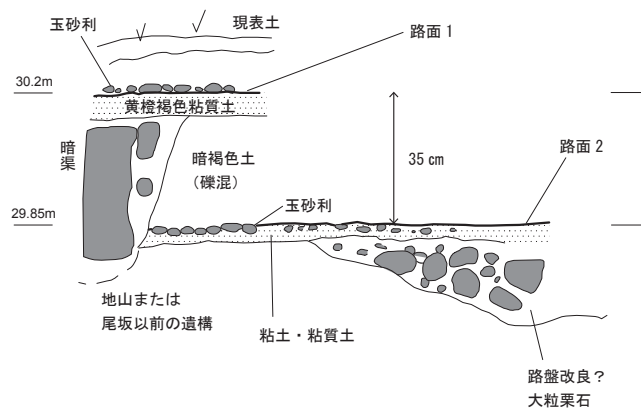 玉砂利
現表土
路面1
30.2m
黄橙褐色粘質土
暗渠
暗褐色土
（礫混）
35 cm
路面2
29.85m
玉砂利
地山または
尾坂以前の遺構
粘土・粘質土
路盤改良？
大粒栗石